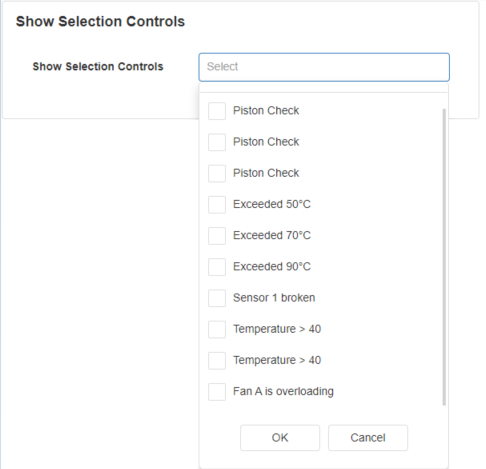 Show Selection Controls
Show Selection Controls
Select
Piston Check
Piston Check
Piston Check
Exceeded 50°C
Exceeded 70°C
Exceeded 90°C
Sensor 1 broken
Temperature > 40
Temperature > 40
Fan A is overloading
OK
Cancel